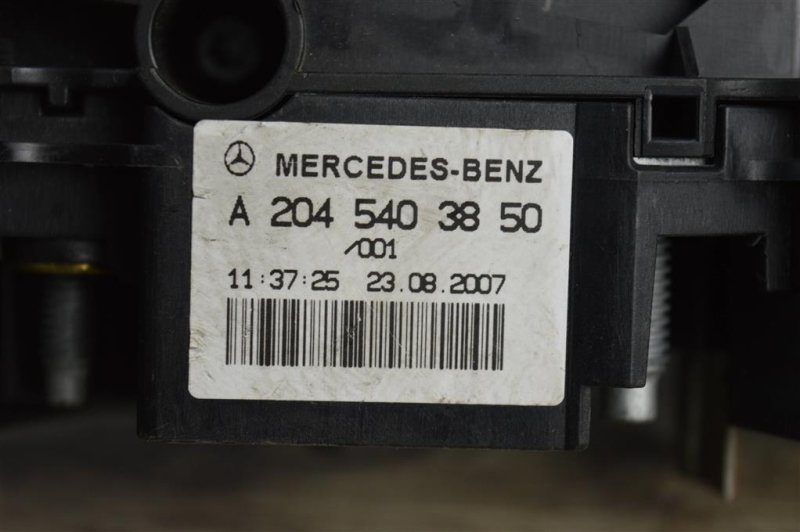 MERCEDES-BENZ
A 204 540 38 50
/001
11:37:25 23.08.2007